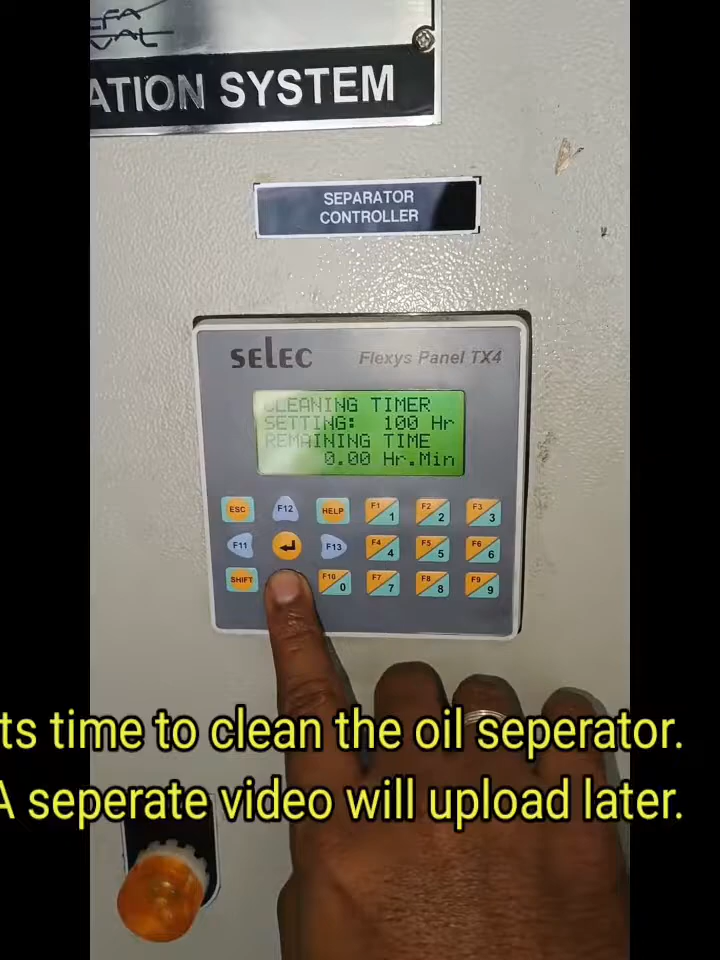 VAL
ATION SYSTEM
SEPARATOR
CONTROLLER
SELEC Flexys Panel TX4
CLEANING TIMER
SETTING: 100 Hr
REMAINING TIME
0.00 Hr.Min
ESC F12 HELP F1 1 F2 2 F3 3
F11 F13 F4 4 F5 5 F6 6
SHIFT F10 0 F7 7 F8 8 F9 9
ts time to clean the oil seperator.
A seperate video will upload later.